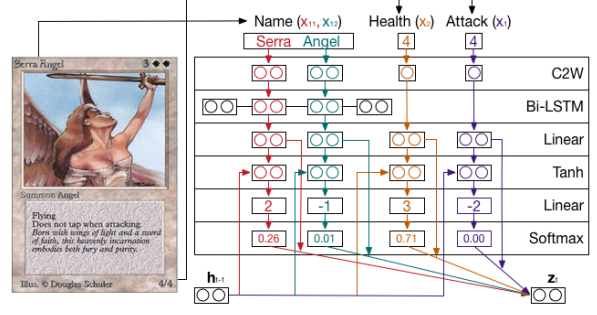 Name (x₁₁, x₁₂) Health (x₂) Attack (x₁)
Serra Angel 4 4
Serra Angel 3
C2W
Bi-LSTM
Linear
Tanh
2 -1 3 -2 Linear
0.26 0.01 0.71 0.00 Softmax
Summon Angel
Flying
Does not tap when attacking.
Born with wings of light and a sword
of faith, this heavenly incarnation
embodies both fury and purity.
Illus. © Douglas Schuler 4/4
hₜ₋₁ zₜ